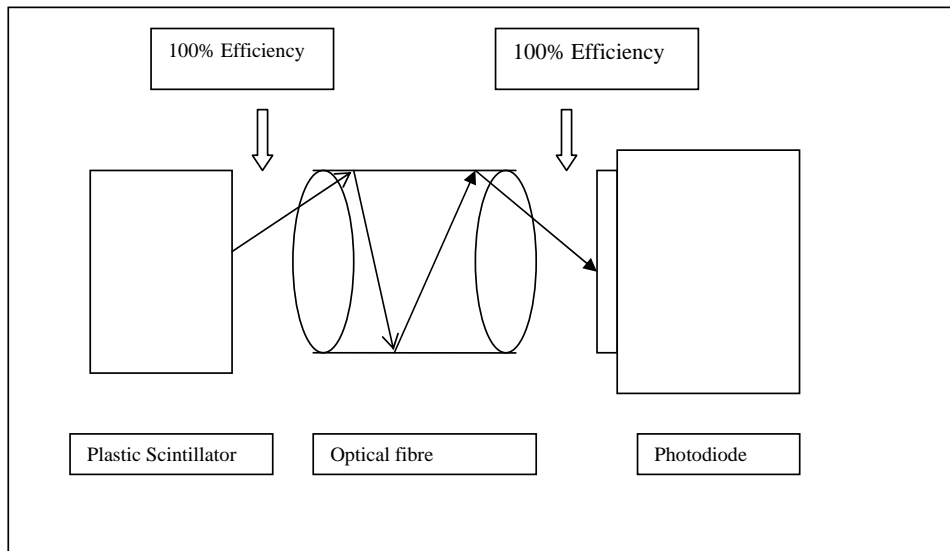 100% Efficiency
100% Efficiency
Plastic Scintillator
Optical fibre
Photodiode